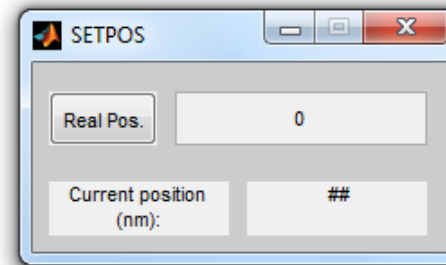 SETPOS
Real Pos.
0
Current position
(nm):
##